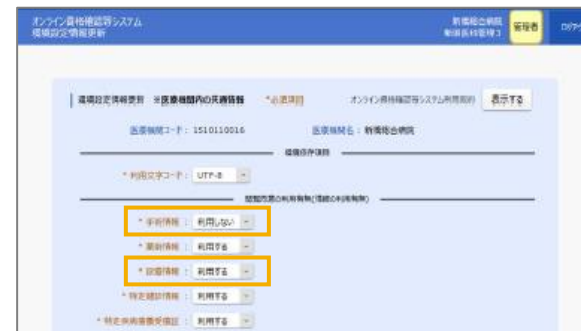 オンライン資格確認等システム
環境設定情報更新
新橋総合病院
管理者
ログアウ
環境設定情報更新 ※医療機関内の共通情報 *必須項目 オンライン資格確認等システム利用規約 表示する
医療機関コード: 1510110016 医療機関名: 新橋総合病院
環境依存項目
* 利用文字コード: UTF-8
閲覧同意の利用有無(情報の利用有無)
* 手術情報 : 利用しない
* 薬剤情報 : 利用する
* 診療情報 : 利用する
* 特定健診情報 : 利用する
* 特定疾病療養受療証 : 利用する